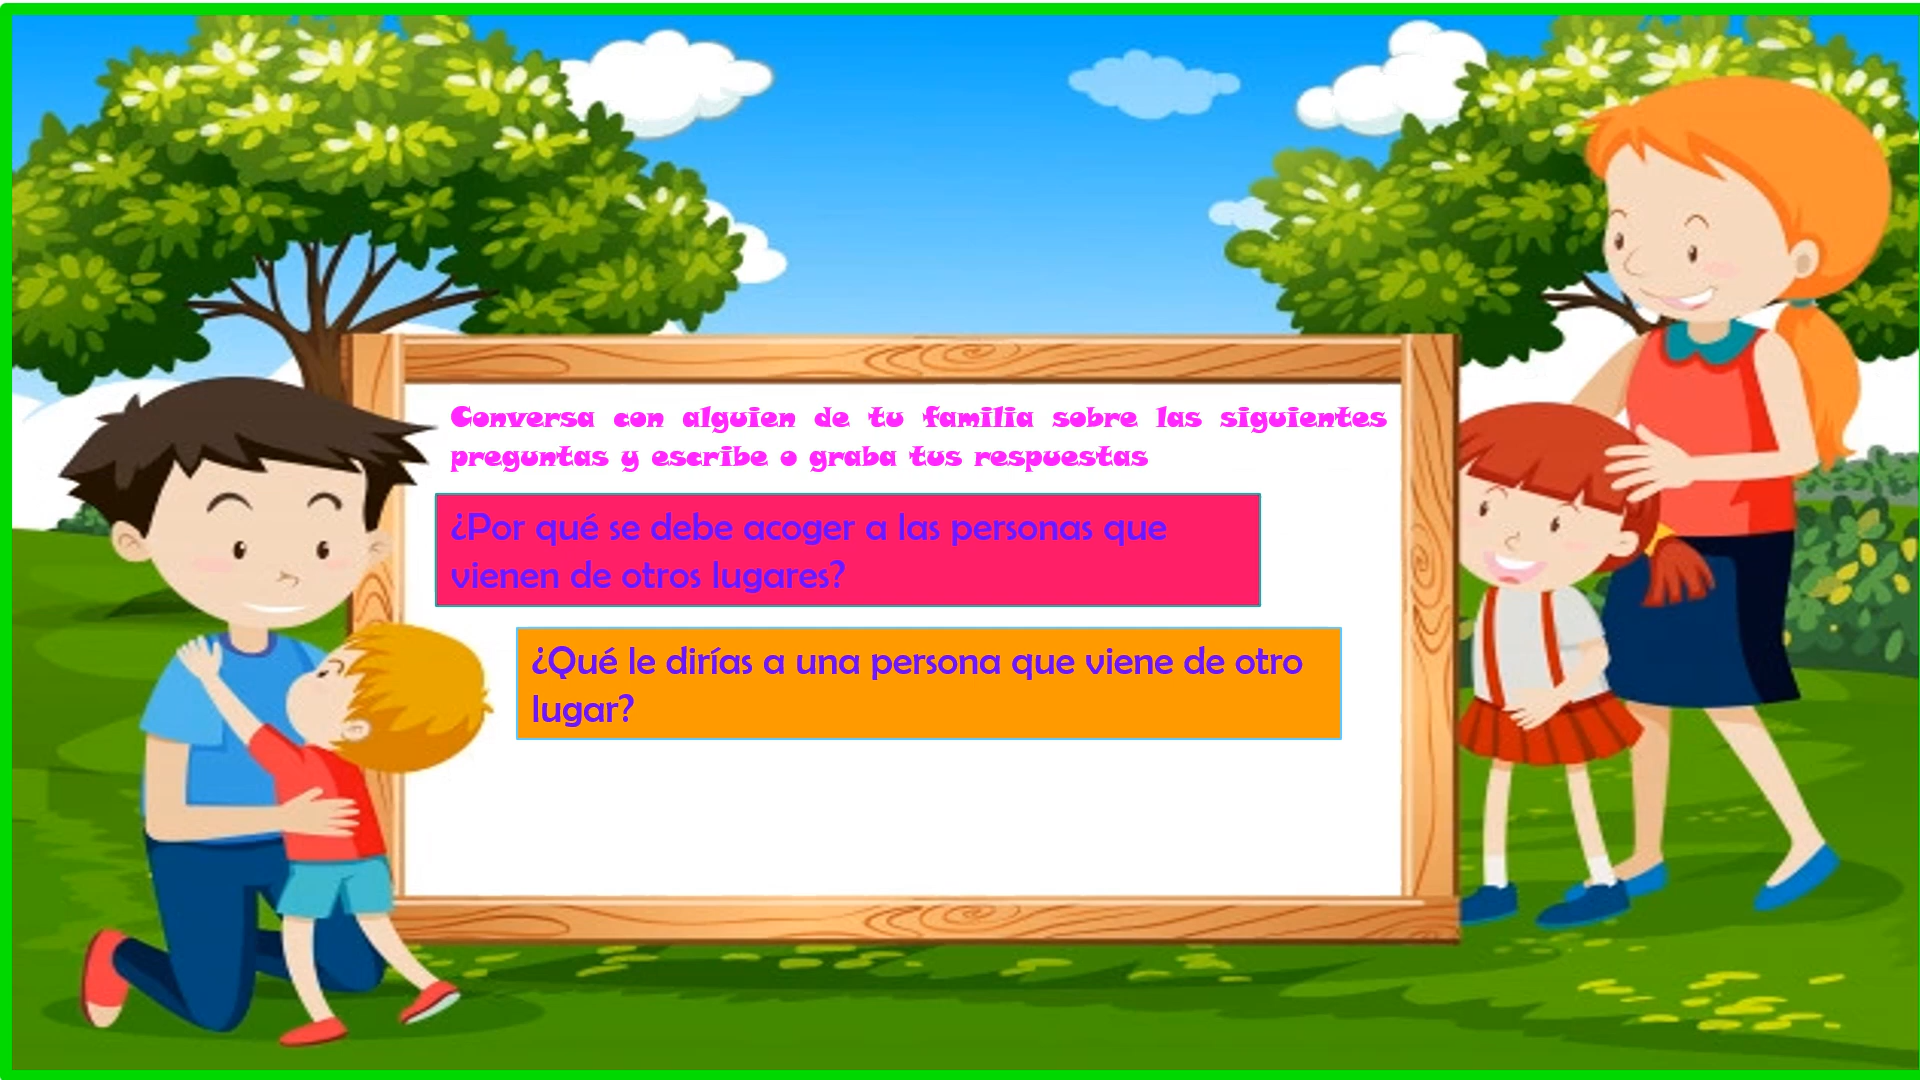 Conversa con alguien de tu familia sobre las siguientes
preguntas y escribe o graba tus respuestas
¿Por qué se debe acoger a las personas que
vienen de otros lugares?
¿Qué le dirías a una persona que viene de otro
lugar?